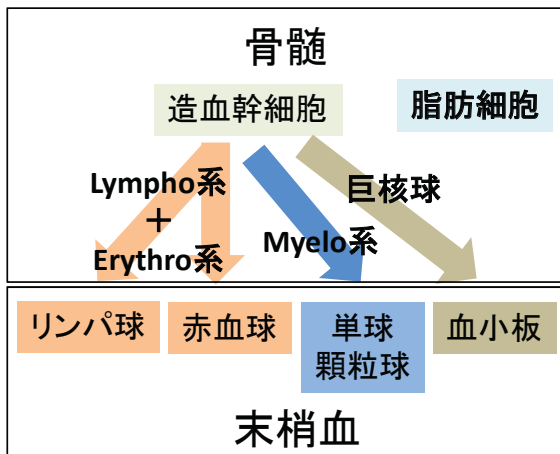 骨髄
造血幹細胞
脂肪細胞
Lympho系
＋
Erythro系
Myelo系
巨核球
リンパ球
赤血球
単球
顆粒球
血小板
末梢血